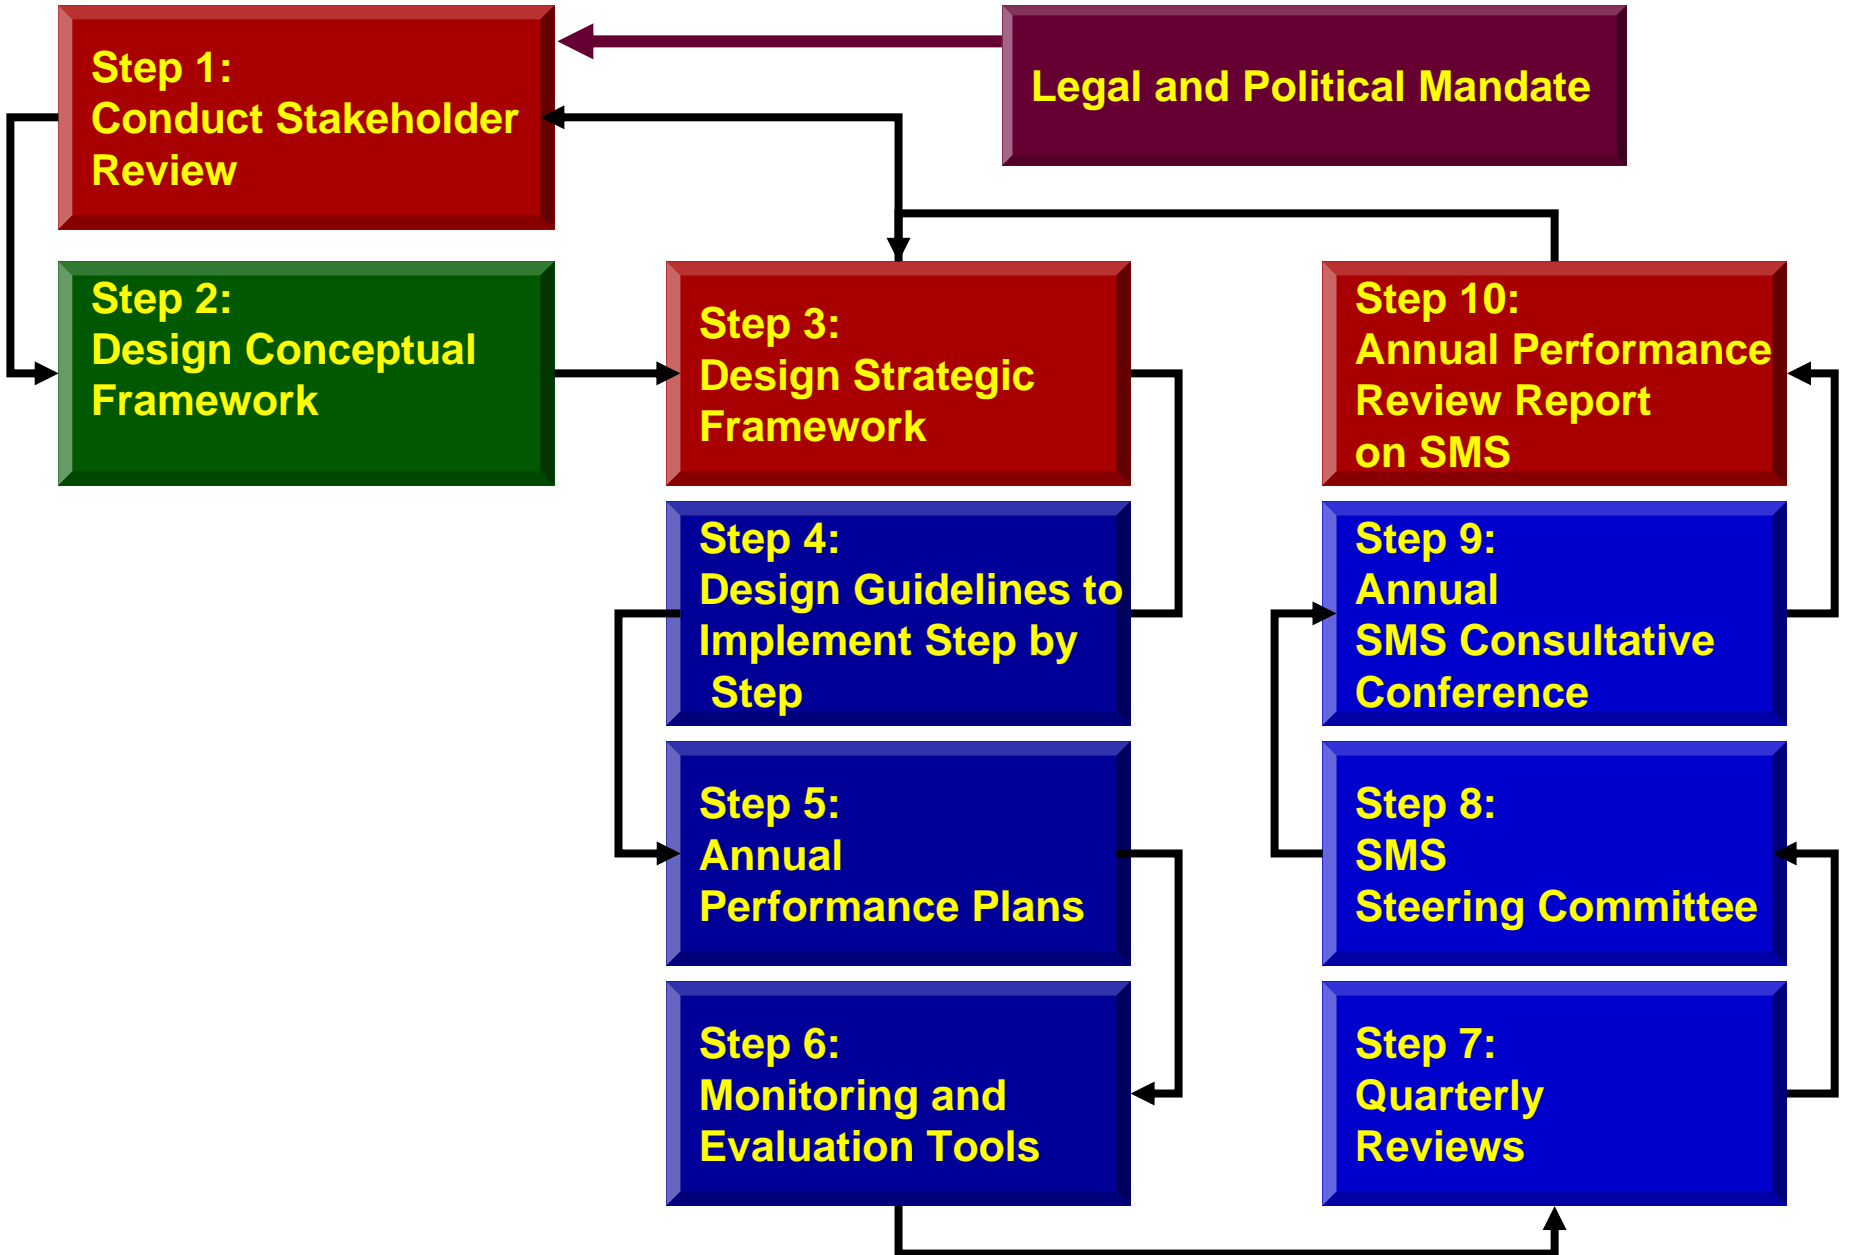 Step 1:
Conduct Stakeholder
Review
Legal and Political Mandate
Step 2:
Design Conceptual
Framework
Step 3:
Design Strategic
Framework
Step 4:
Design Guidelines to
Implement Step by
Step
Step 5:
Annual
Performance Plans
Step 6:
Monitoring and
Evaluation Tools
Step 7:
Quarterly
Reviews
Step 8:
SMS
Steering Committee
Step 9:
Annual
SMS Consultative
Conference
Step 10:
Annual Performance
Review Report
on SMS